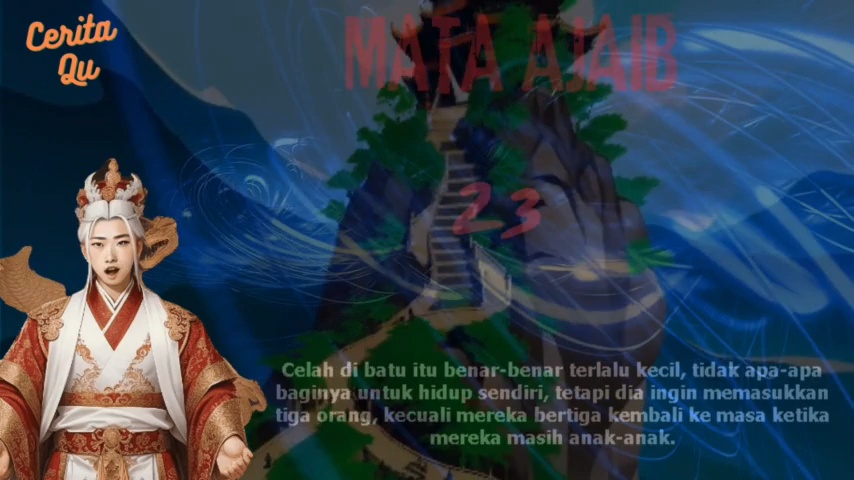 Cerita
Qu
MATA AJAIB
23
Celah di batu itu benar-benar terlalu kecil, tidak apa-apa
baginya untuk hidup sendiri, tetapi dia ingin memasukkan
tiga orang, kecuali mereka bertiga kembali ke masa ketika
mereka masih anak-anak.